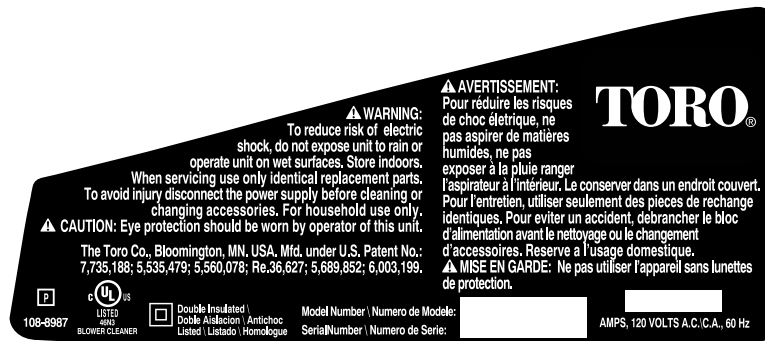 ⚠ WARNING:
To reduce risk of electric
shock, do not expose unit to rain or
operate unit on wet surfaces. Store indoors.
When servicing use only identical replacement parts.
To avoid injury disconnect the power supply before cleaning or
changing accessories. For household use only.
⚠ CAUTION: Eye protection should be worn by operator of this unit.
The Toro Co., Bloomington, MN. USA. Mfd. under U.S. Patent No.:
7,735,188; 5,535,479; 5,560,078; Re.36,627; 5,689,852; 6,003,199.
⚠ AVERTISSEMENT:
Pour réduire les risques
de choc életrique, ne
pas aspirer de matières
humides, ne pas
exposer à la pluie ranger
l'aspirateur à l'intérieur. Le conserver dans un endroit couvert.
Pour l'entretien, utiliser seulement des pieces de rechange
identiques. Pour eviter un accident, debrancher le bloc
d'alimentation avant le nettoyage ou le changement
d'accessoires. Reserve a l'usage domestique.
⚠ MISE EN GARDE: Ne pas utiliser l'appareil sans lunettes
de protection.
TORO®
P
108-8987
c UL US
LISTED
46N3
BLOWER CLEANER
Double Insulated \
Doble Aislacion \ Antichoc
Listed \ Listado \ Homologue
Model Number \ Numero de Modele:
SerialNumber \ Numero de Serie:
AMPS, 120 VOLTS A.C.\C.A., 60 Hz